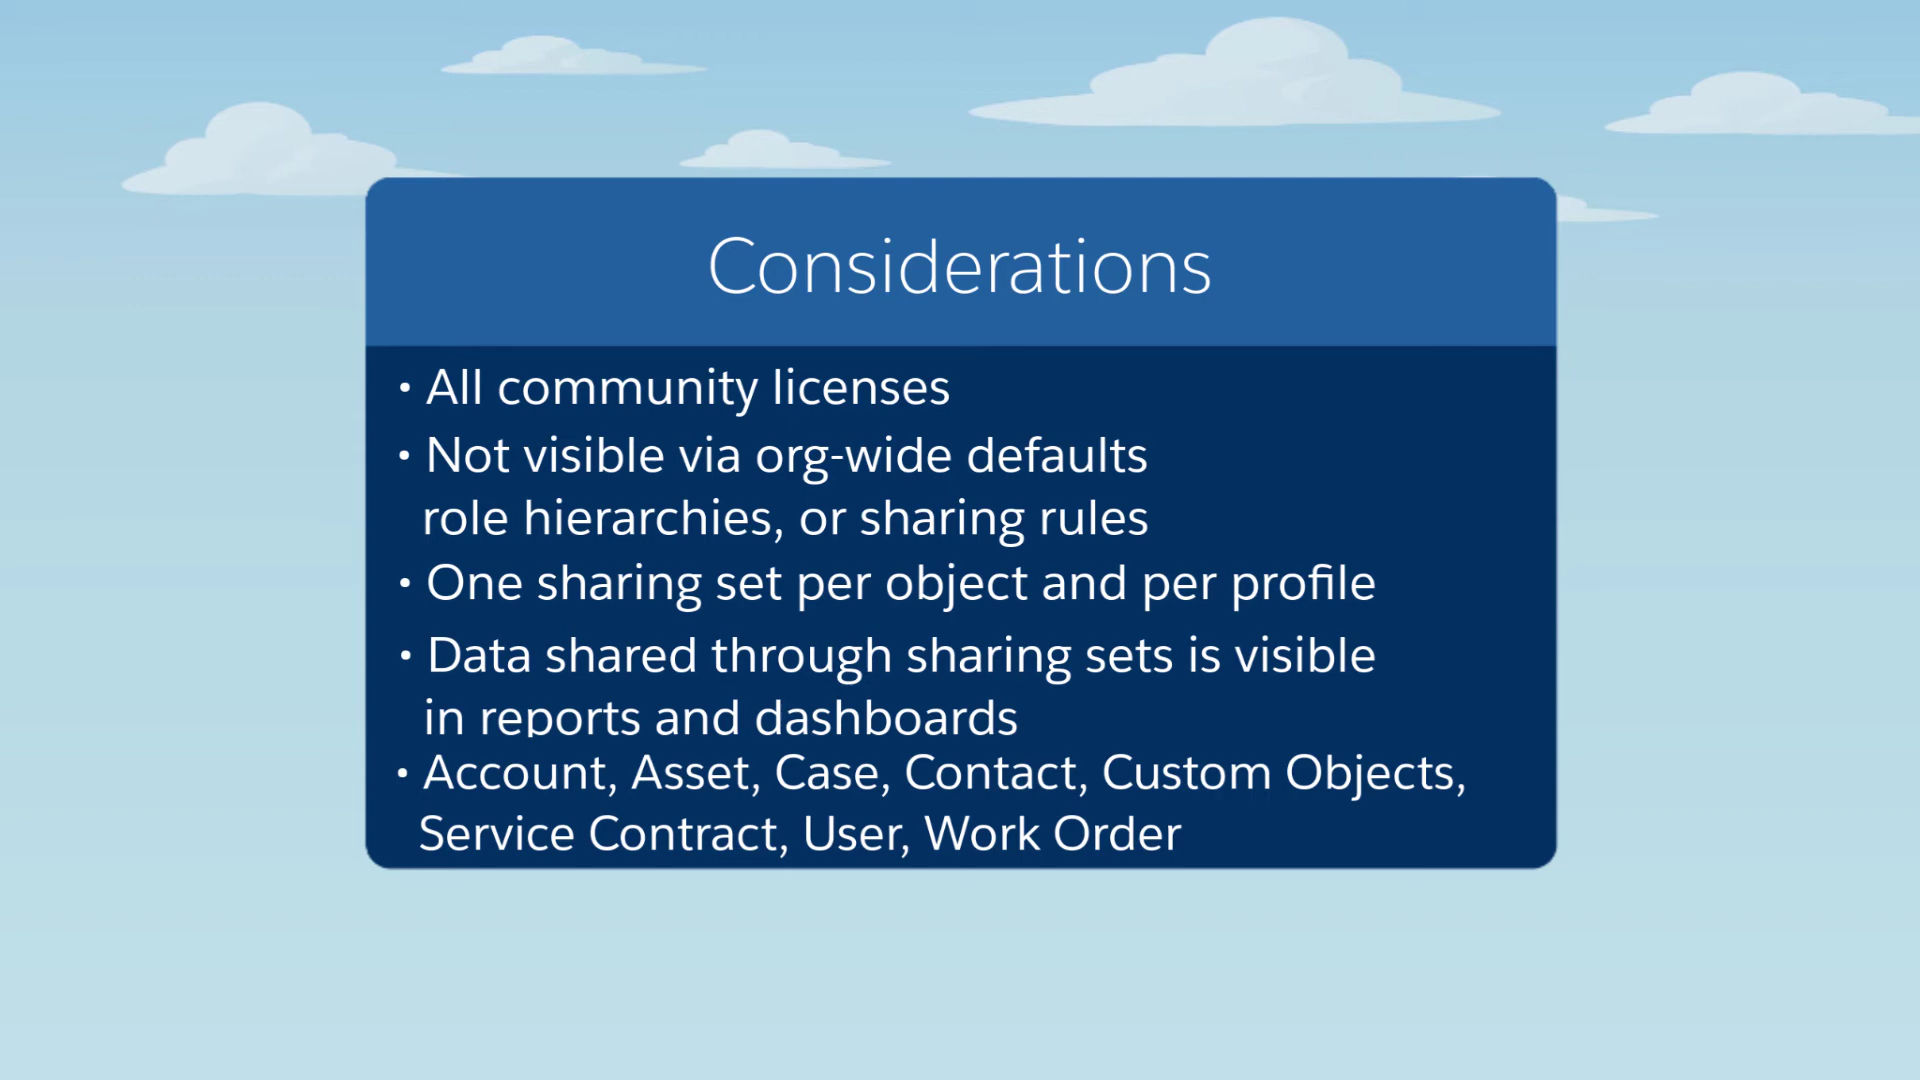 Considerations
• All community licenses
• Not visible via org-wide defaults
role hierarchies, or sharing rules
• One sharing set per object and per profile
• Data shared through sharing sets is visible
in reports and dashboards
• Account, Asset, Case, Contact, Custom Objects,
Service Contract, User, Work Order